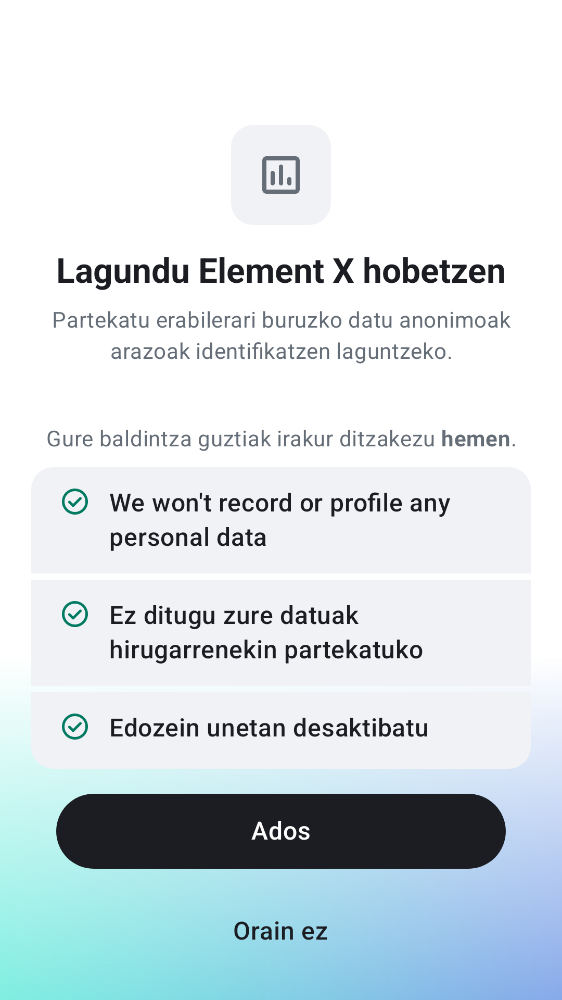 Lagundu Element X hobetzen
Partekatu erabilerari buruzko datu anonimoak
arazoak identifikatzen laguntzeko.
Gure baldintza guztiak irakur ditzakezu hemen.
We won't record or profile any
personal data
Ez ditugu zure datuak
hirugarrenekin partekatuko
Edozein unetan desaktibatu
Ados
Orain ez